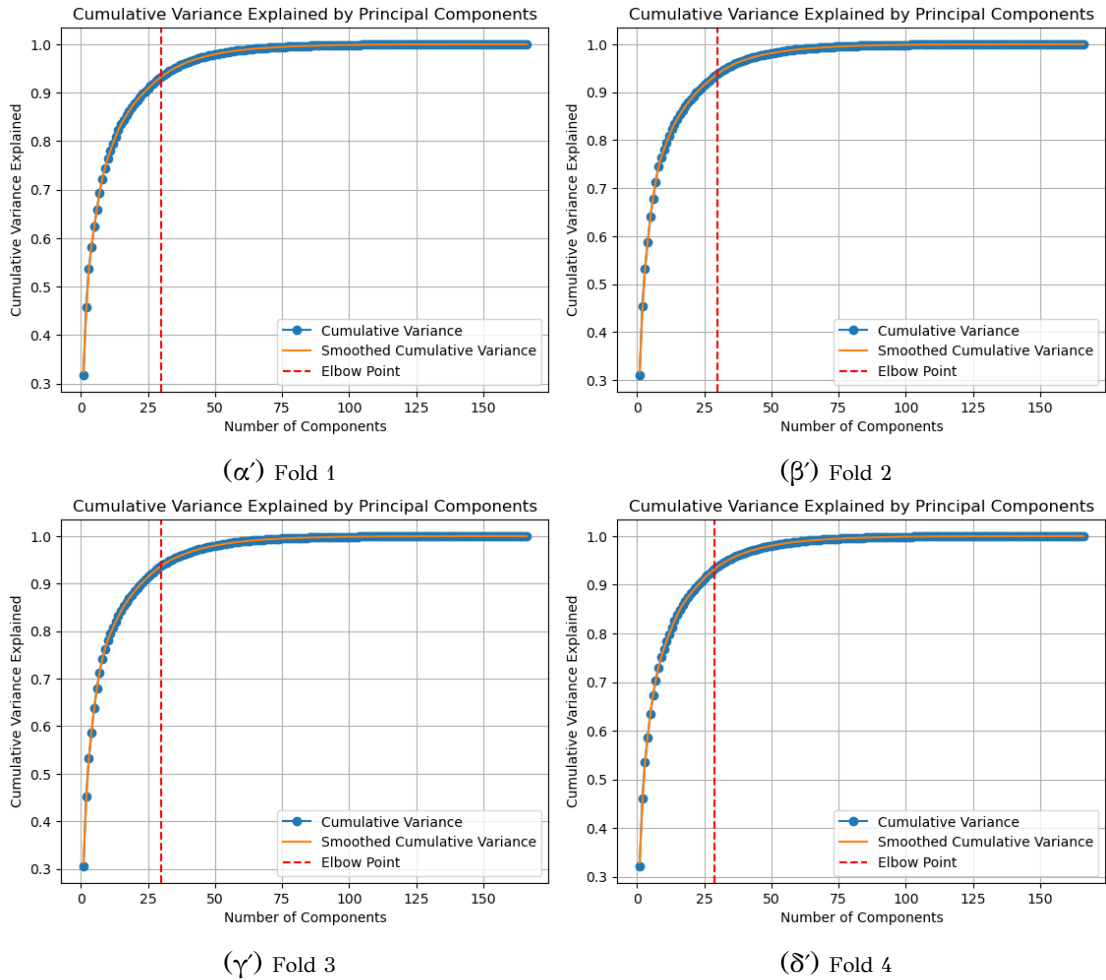 Cumulative Variance Explained by Principal Components
Cumulative Variance Explained
1.0
0.9
0.8
0.7
0.6
0.5
0.4
0.3
Cumulative Variance
Smoothed Cumulative Variance
Elbow Point
0 25 50 75 100 125 150
Number of Components
(α΄) Fold 1
Cumulative Variance Explained by Principal Components
Cumulative Variance Explained
1.0
0.9
0.8
0.7
0.6
0.5
0.4
0.3
Cumulative Variance
Smoothed Cumulative Variance
Elbow Point
0 25 50 75 100 125 150
Number of Components
(β΄) Fold 2
Cumulative Variance Explained by Principal Components
Cumulative Variance Explained
1.0
0.9
0.8
0.7
0.6
0.5
0.4
0.3
Cumulative Variance
Smoothed Cumulative Variance
Elbow Point
0 25 50 75 100 125 150
Number of Components
(γ΄) Fold 3
Cumulative Variance Explained by Principal Components
Cumulative Variance Explained
1.0
0.9
0.8
0.7
0.6
0.5
0.4
0.3
Cumulative Variance
Smoothed Cumulative Variance
Elbow Point
0 25 50 75 100 125 150
Number of Components
(δ΄) Fold 4